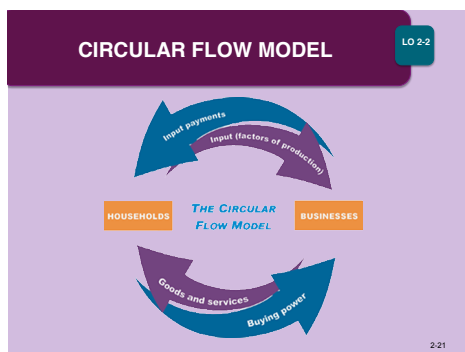 CIRCULAR FLOW MODEL
LO 2-2
Input payments
Input (factors of production)
HOUSEHOLDS
THE CIRCULAR
FLOW MODEL
BUSINESSES
Goods and services
Buying power
2-21